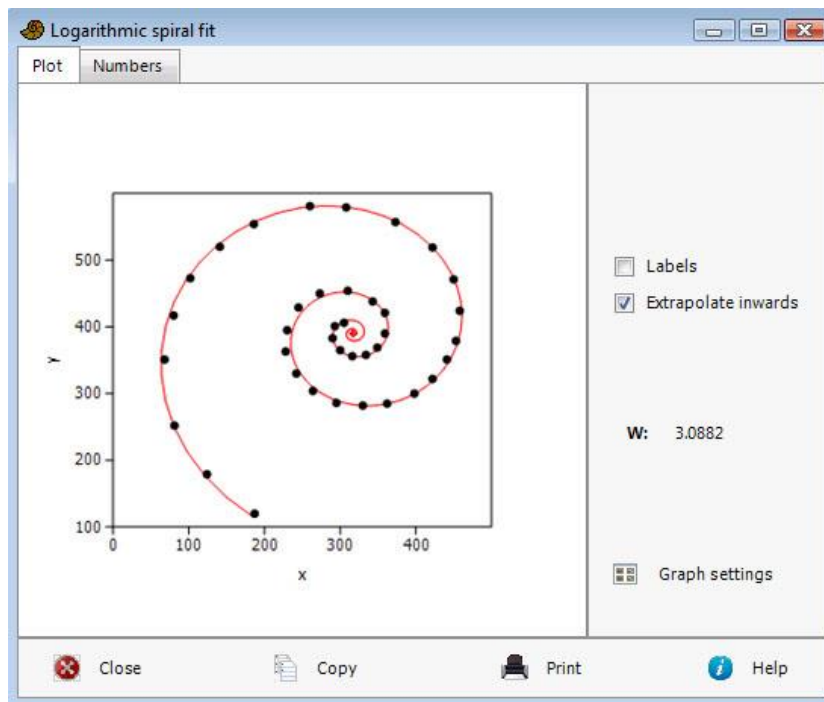 Logarithmic spiral fit
Plot Numbers
Labels
Extrapolate inwards
W: 3.0882
Graph settings
500
400
300
200
100
y
0 100 200 300 400
x
Close Copy Print Help